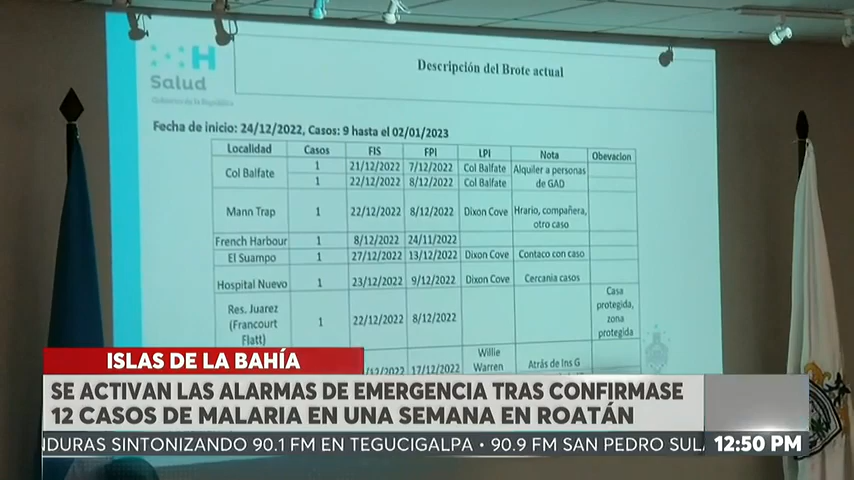 H
Salud
Gobierno de la República
Descripción del Brote actual
Fecha de inicio: 24/12/2022, Casos: 9 hasta el 02/01/2023
Localidad Casos FIS FPI LPI Nota Obevacion
Col Balfate 1 21/12/2022 7/12/2022 Col Balfate Alquiler a personas de GAD
1 22/12/2022 8/12/2022 Col Balfate
Mann Trap 1 22/12/2022 8/12/2022 Dixon Cove Hrario, compañera, otro caso
French Harbour 1 8/12/2022 24/11/2022
El Suampo 1 27/12/2022 13/12/2022 Dixon Cove Contaco con caso
Hospital Nuevo 1 23/12/2022 9/12/2022 Dixon Cove Cercania casos
Res. Juarez (Francourt Flatt) 1 22/12/2022 8/12/2022 Casa protegida, zona protegida
/12/2022 17/12/2022 Willie Warren Atrás de Ins G
ISLAS DE LA BAHÍA
SE ACTIVAN LAS ALARMAS DE EMERGENCIA TRAS CONFIRMASE
12 CASOS DE MALARIA EN UNA SEMANA EN ROATÁN
NDURAS SINTONIZANDO 90.1 FM EN TEGUCIGALPA • 90.9 FM SAN PEDRO SUL
12:50 PM